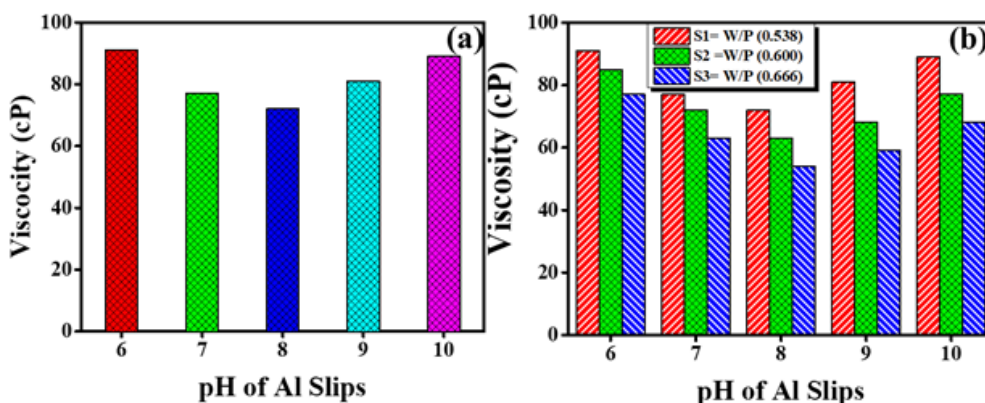 (a)
100
80
60
40
20
0
Viscocity (cP)
6 7 8 9 10
pH of Al Slips
(b)
S1= W/P (0.538)
S2 =W/P (0.600)
S3= W/P (0.666)
100
80
60
40
20
0
Viscosity (cP)
6 7 8 9 10
pH of Al Slips